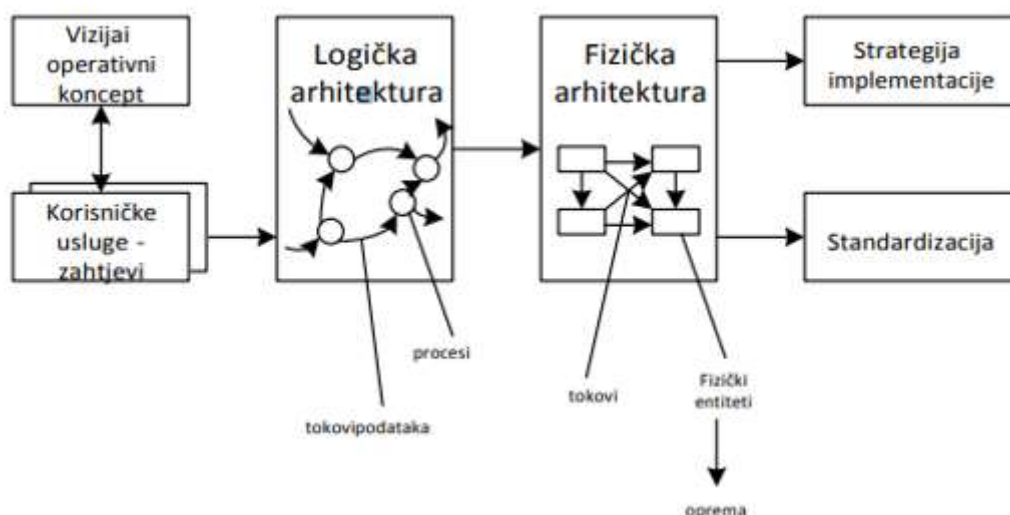 Vizijai
operativni
koncept
Korisničke
usluge -
zahtjevi
Logička
arhitektura
procesi
tokovipodataka
Fizička
arhitektura
tokovi
Fizički
entiteti
oprema
Strategija
implementacije
Standardizacija